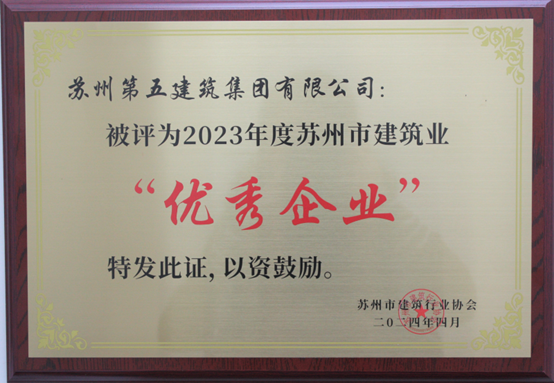 苏州第五建筑集团有限公司：
被评为2023年度苏州市建筑业
“优秀企业”
特发此证，以资鼓励。
苏州市建筑行业协会
二〇二四年四月